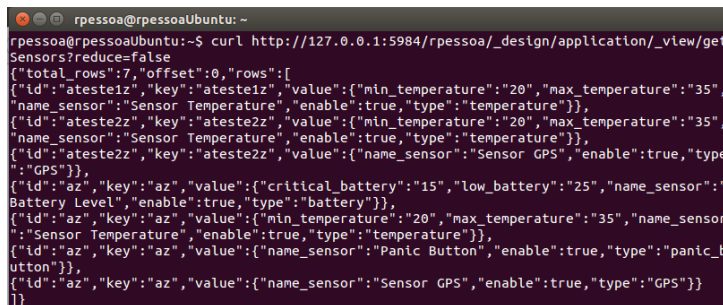 rpessoa@rpessoaUbuntu: ~
rpessoa@rpessoaUbuntu:~$ curl http://127.0.0.1:5984/rpessoa/_design/application/_view/get
Sensors?reduce=false
{"total_rows":7,"offset":0,"rows":[
{"id":"ateste1z","key":"ateste1z","value":{"min_temperature":"20","max_temperature":"35",
"name_sensor":"Sensor Temperature","enable":true,"type":"temperature"}},
{"id":"ateste2z","key":"ateste2z","value":{"min_temperature":"20","max_temperature":"35",
"name_sensor":"Sensor Temperature","enable":true,"type":"temperature"}},
{"id":"ateste2z","key":"ateste2z","value":{"name_sensor":"Sensor GPS","enable":true,"type
":"GPS"}},
{"id":"az","key":"az","value":{"critical_battery":"15","low_battery":"25","name_sensor":"
Battery Level","enable":true,"type":"battery"}},
{"id":"az","key":"az","value":{"min_temperature":"20","max_temperature":"35","name_sensor
":"Sensor Temperature","enable":true,"type":"temperature"}},
{"id":"az","key":"az","value":{"name_sensor":"Panic Button","enable":true,"type":"panic_b
utton"}},
{"id":"az","key":"az","value":{"name_sensor":"Sensor GPS","enable":true,"type":"GPS"}}
]}